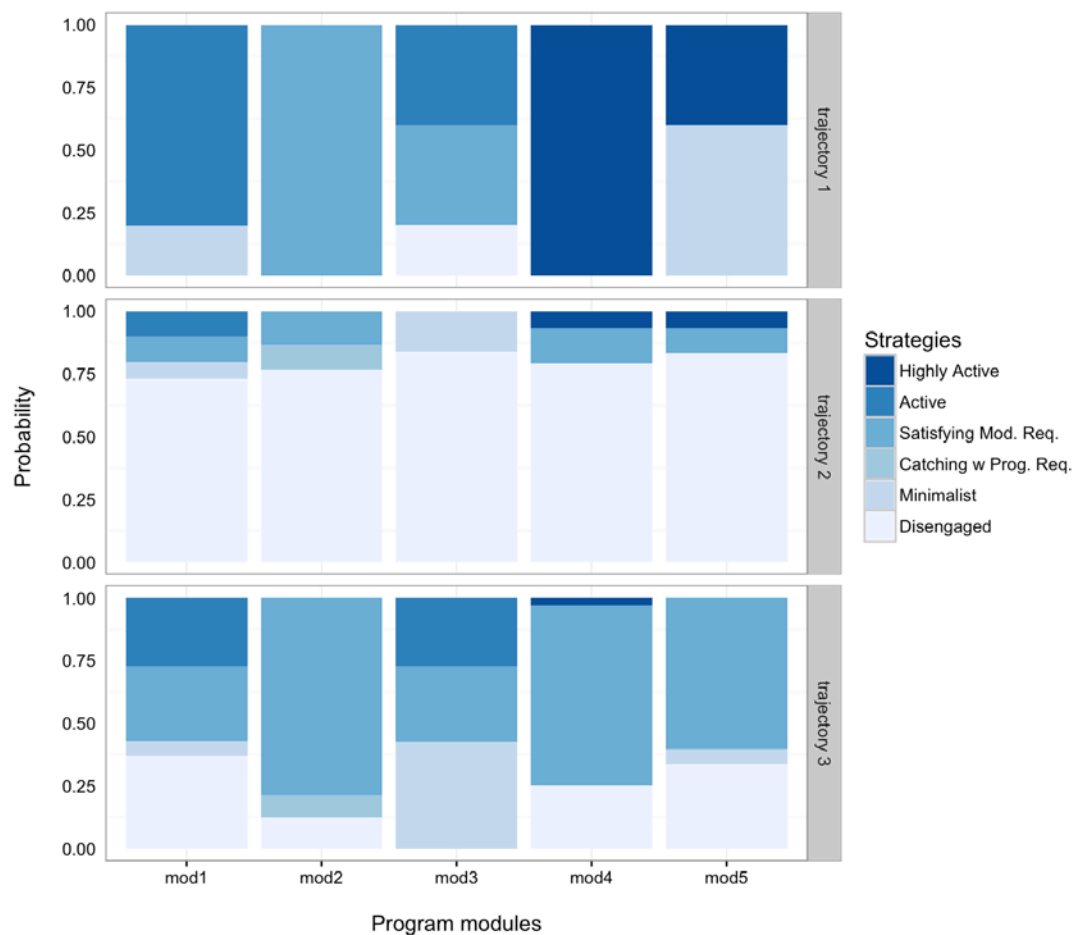 1.00
0.75
0.50
0.25
0.00
trajectory 1
1.00
0.75
0.50
0.25
0.00
trajectory 2
1.00
0.75
0.50
0.25
0.00
trajectory 3
Probability
mod1 mod2 mod3 mod4 mod5
Program modules
Strategies
Highly Active
Active
Satisfying Mod. Req.
Catching w Prog. Req.
Minimalist
Disengaged